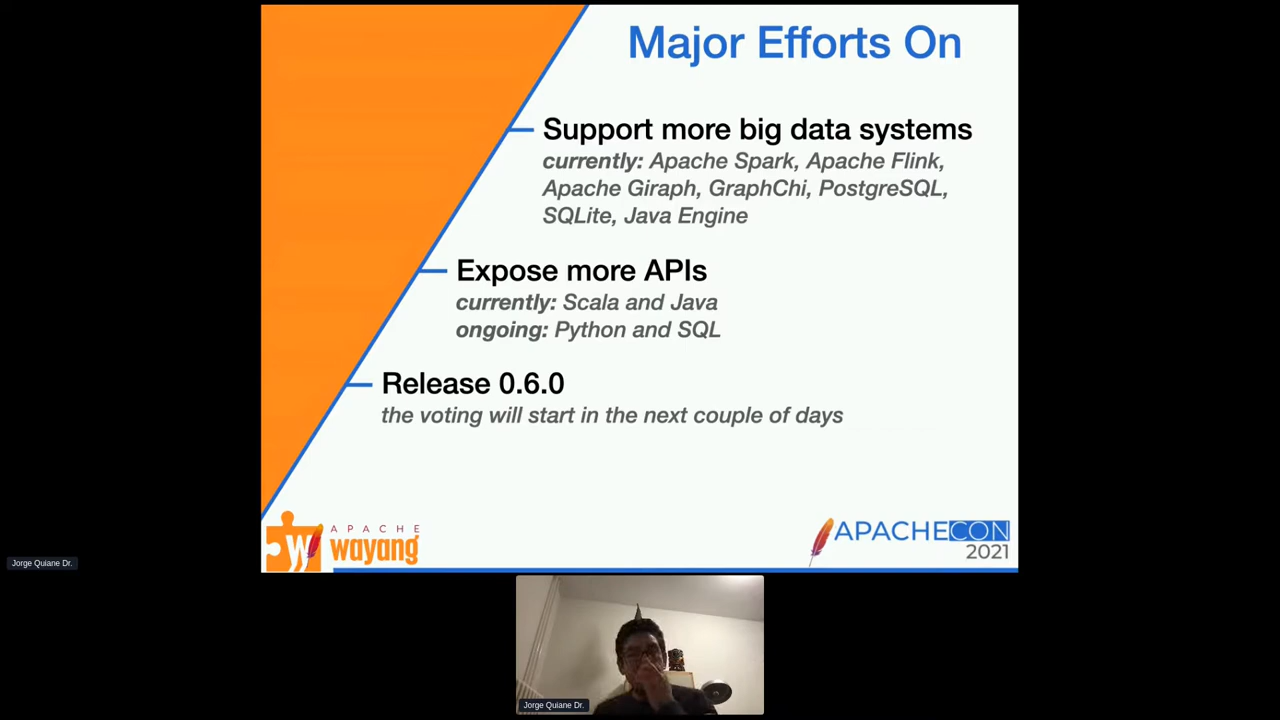 Major Efforts On
Support more big data systems
currently: Apache Spark, Apache Flink,
Apache Giraph, GraphChi, PostgreSQL,
SQLite, Java Engine
Expose more APIs
currently: Scala and Java
ongoing: Python and SQL
Release 0.6.0
the voting will start in the next couple of days
W
APACHE
wayang
APACHECON
2021
Jorge Quiane Dr.
Jorge Quiane Dr.